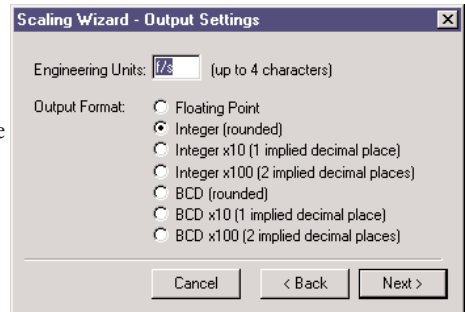 Scaling Wizard - Output Settings
Engineering Units: f/s (up to 4 characters)
Output Format: Floating Point
Integer (rounded)
Integer x10 (1 implied decimal place)
Integer x100 (2 implied decimal places)
BCD (rounded)
BCD x10 (1 implied decimal place)
BCD x100 (2 implied decimal places)
Cancel < Back Next >